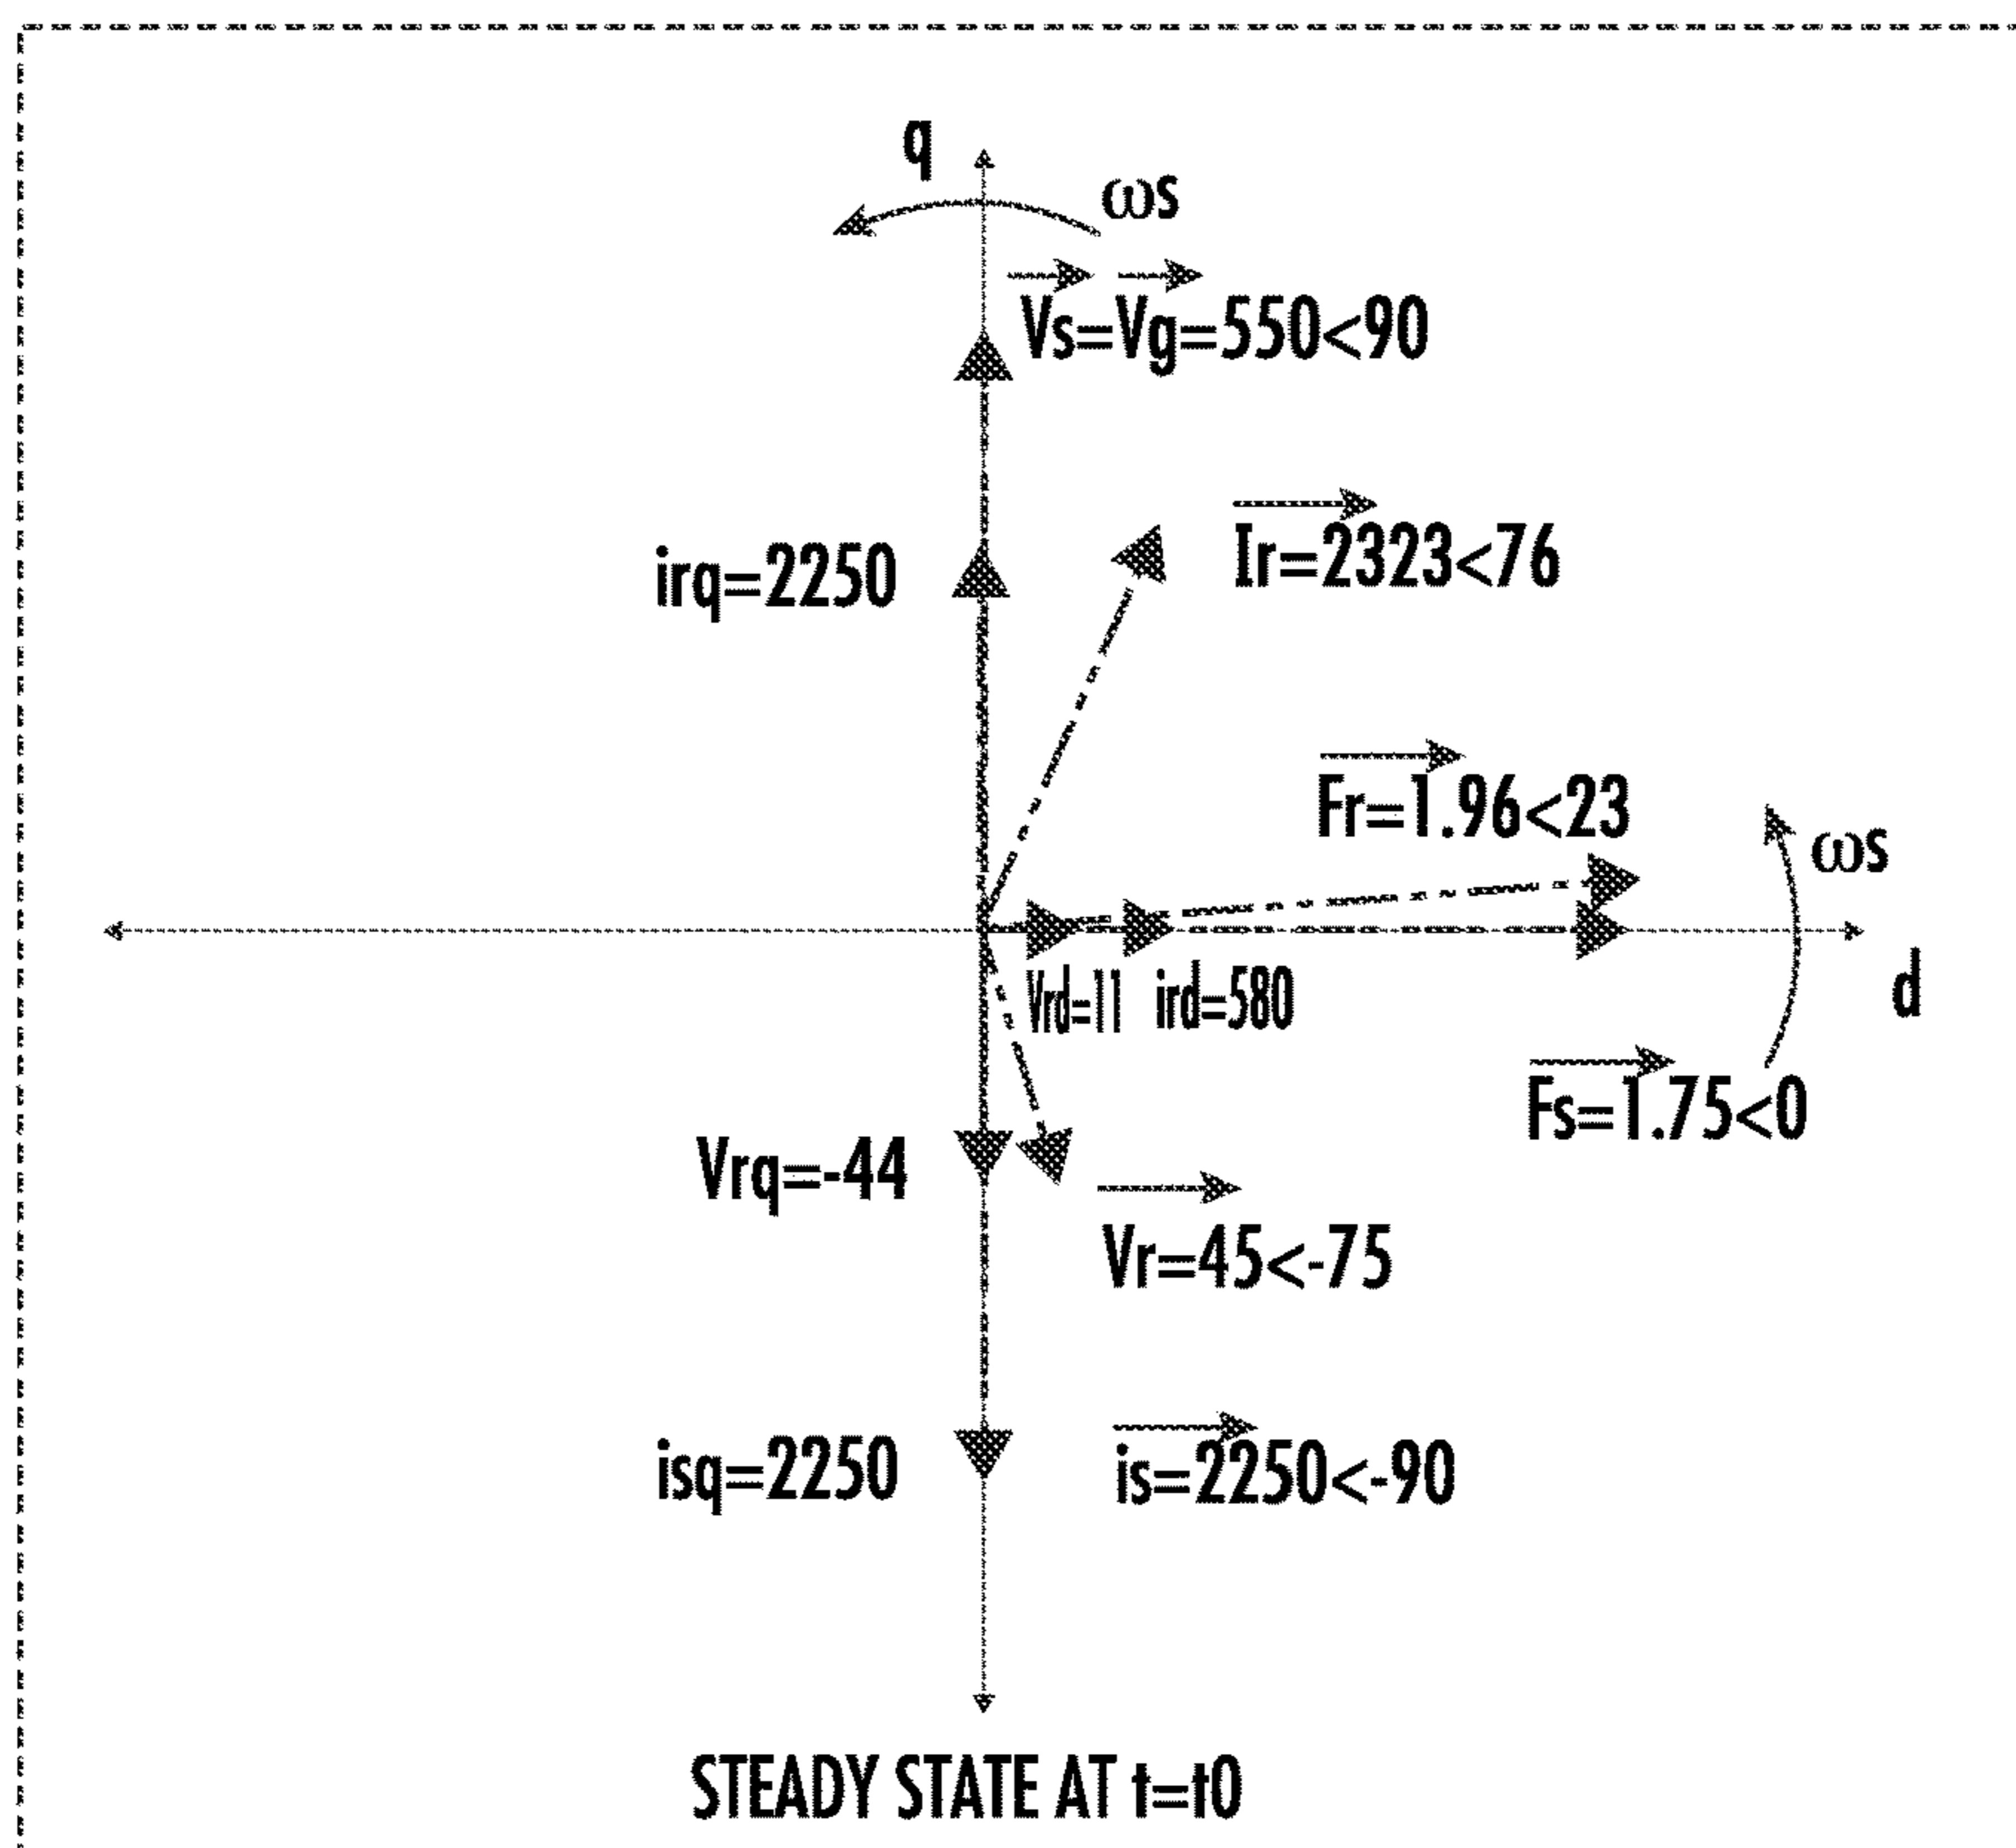 q
ωs
Vs=Vg=550<90
irq=2250
Ir=2323<76
Fr=1.96<23
ωs
Vrd=11 ird=580
d
Fs=1.75<0
Vrq=-44
Vr=45<-75
isq=2250
is=2250<-90
STEADY STATE AT t=t0